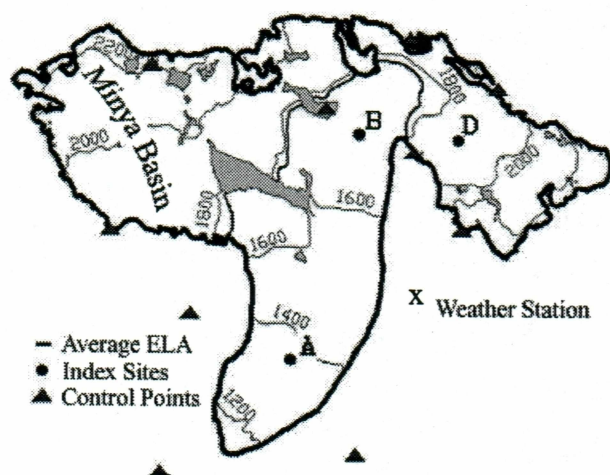 2200
Minya Basin
2000
1800
B
D
1800
2000
1600
1600
1400
A
1200
X Weather Station
Average ELA
Index Sites
Control Points